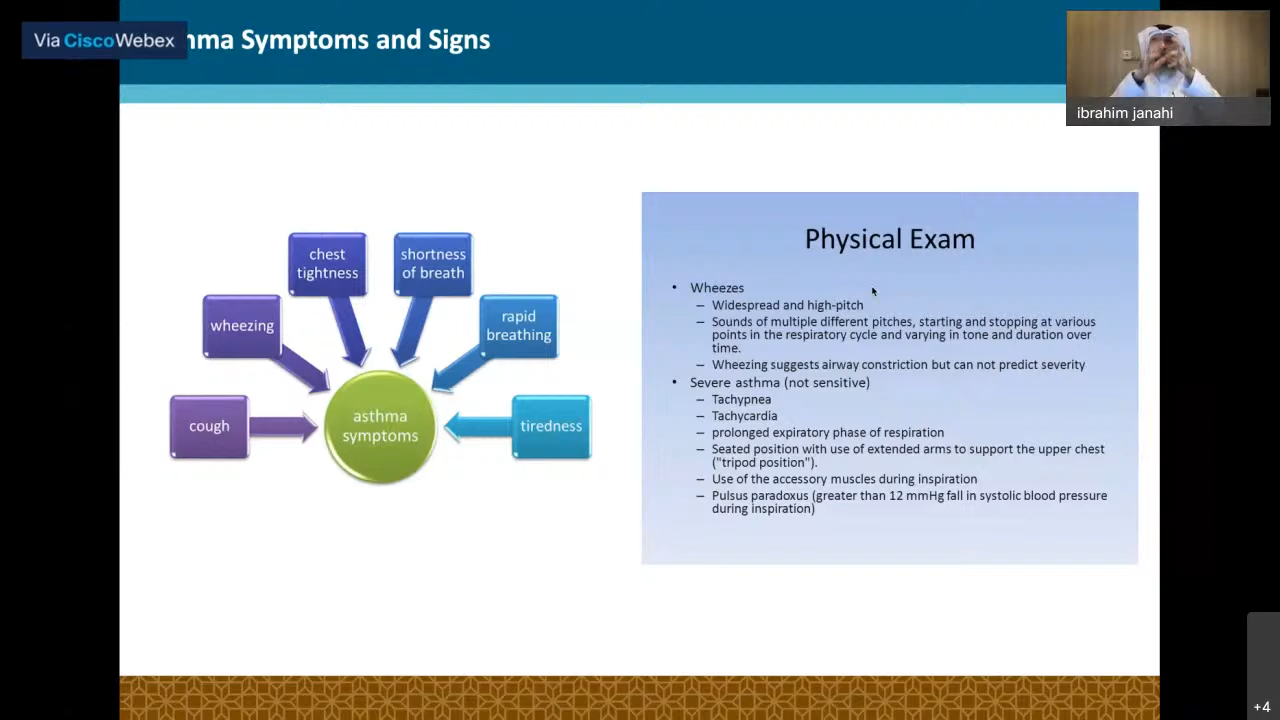 Via Cisco Webex
hma Symptoms and Signs
ibrahim janahi
chest
tightness
shortness
of breath
wheezing
rapid
breathing
cough
asthma
symptoms
tiredness
Physical Exam
• Wheezes
– Widespread and high-pitch
– Sounds of multiple different pitches, starting and stopping at various
points in the respiratory cycle and varying in tone and duration over
time.
– Wheezing suggests airway constriction but can not predict severity
• Severe asthma (not sensitive)
– Tachypnea
– Tachycardia
– prolonged expiratory phase of respiration
– Seated position with use of extended arms to support the upper chest
("tripod position").
– Use of the accessory muscles during inspiration
– Pulsus paradoxus (greater than 12 mmHg fall in systolic blood pressure
during inspiration)
+4